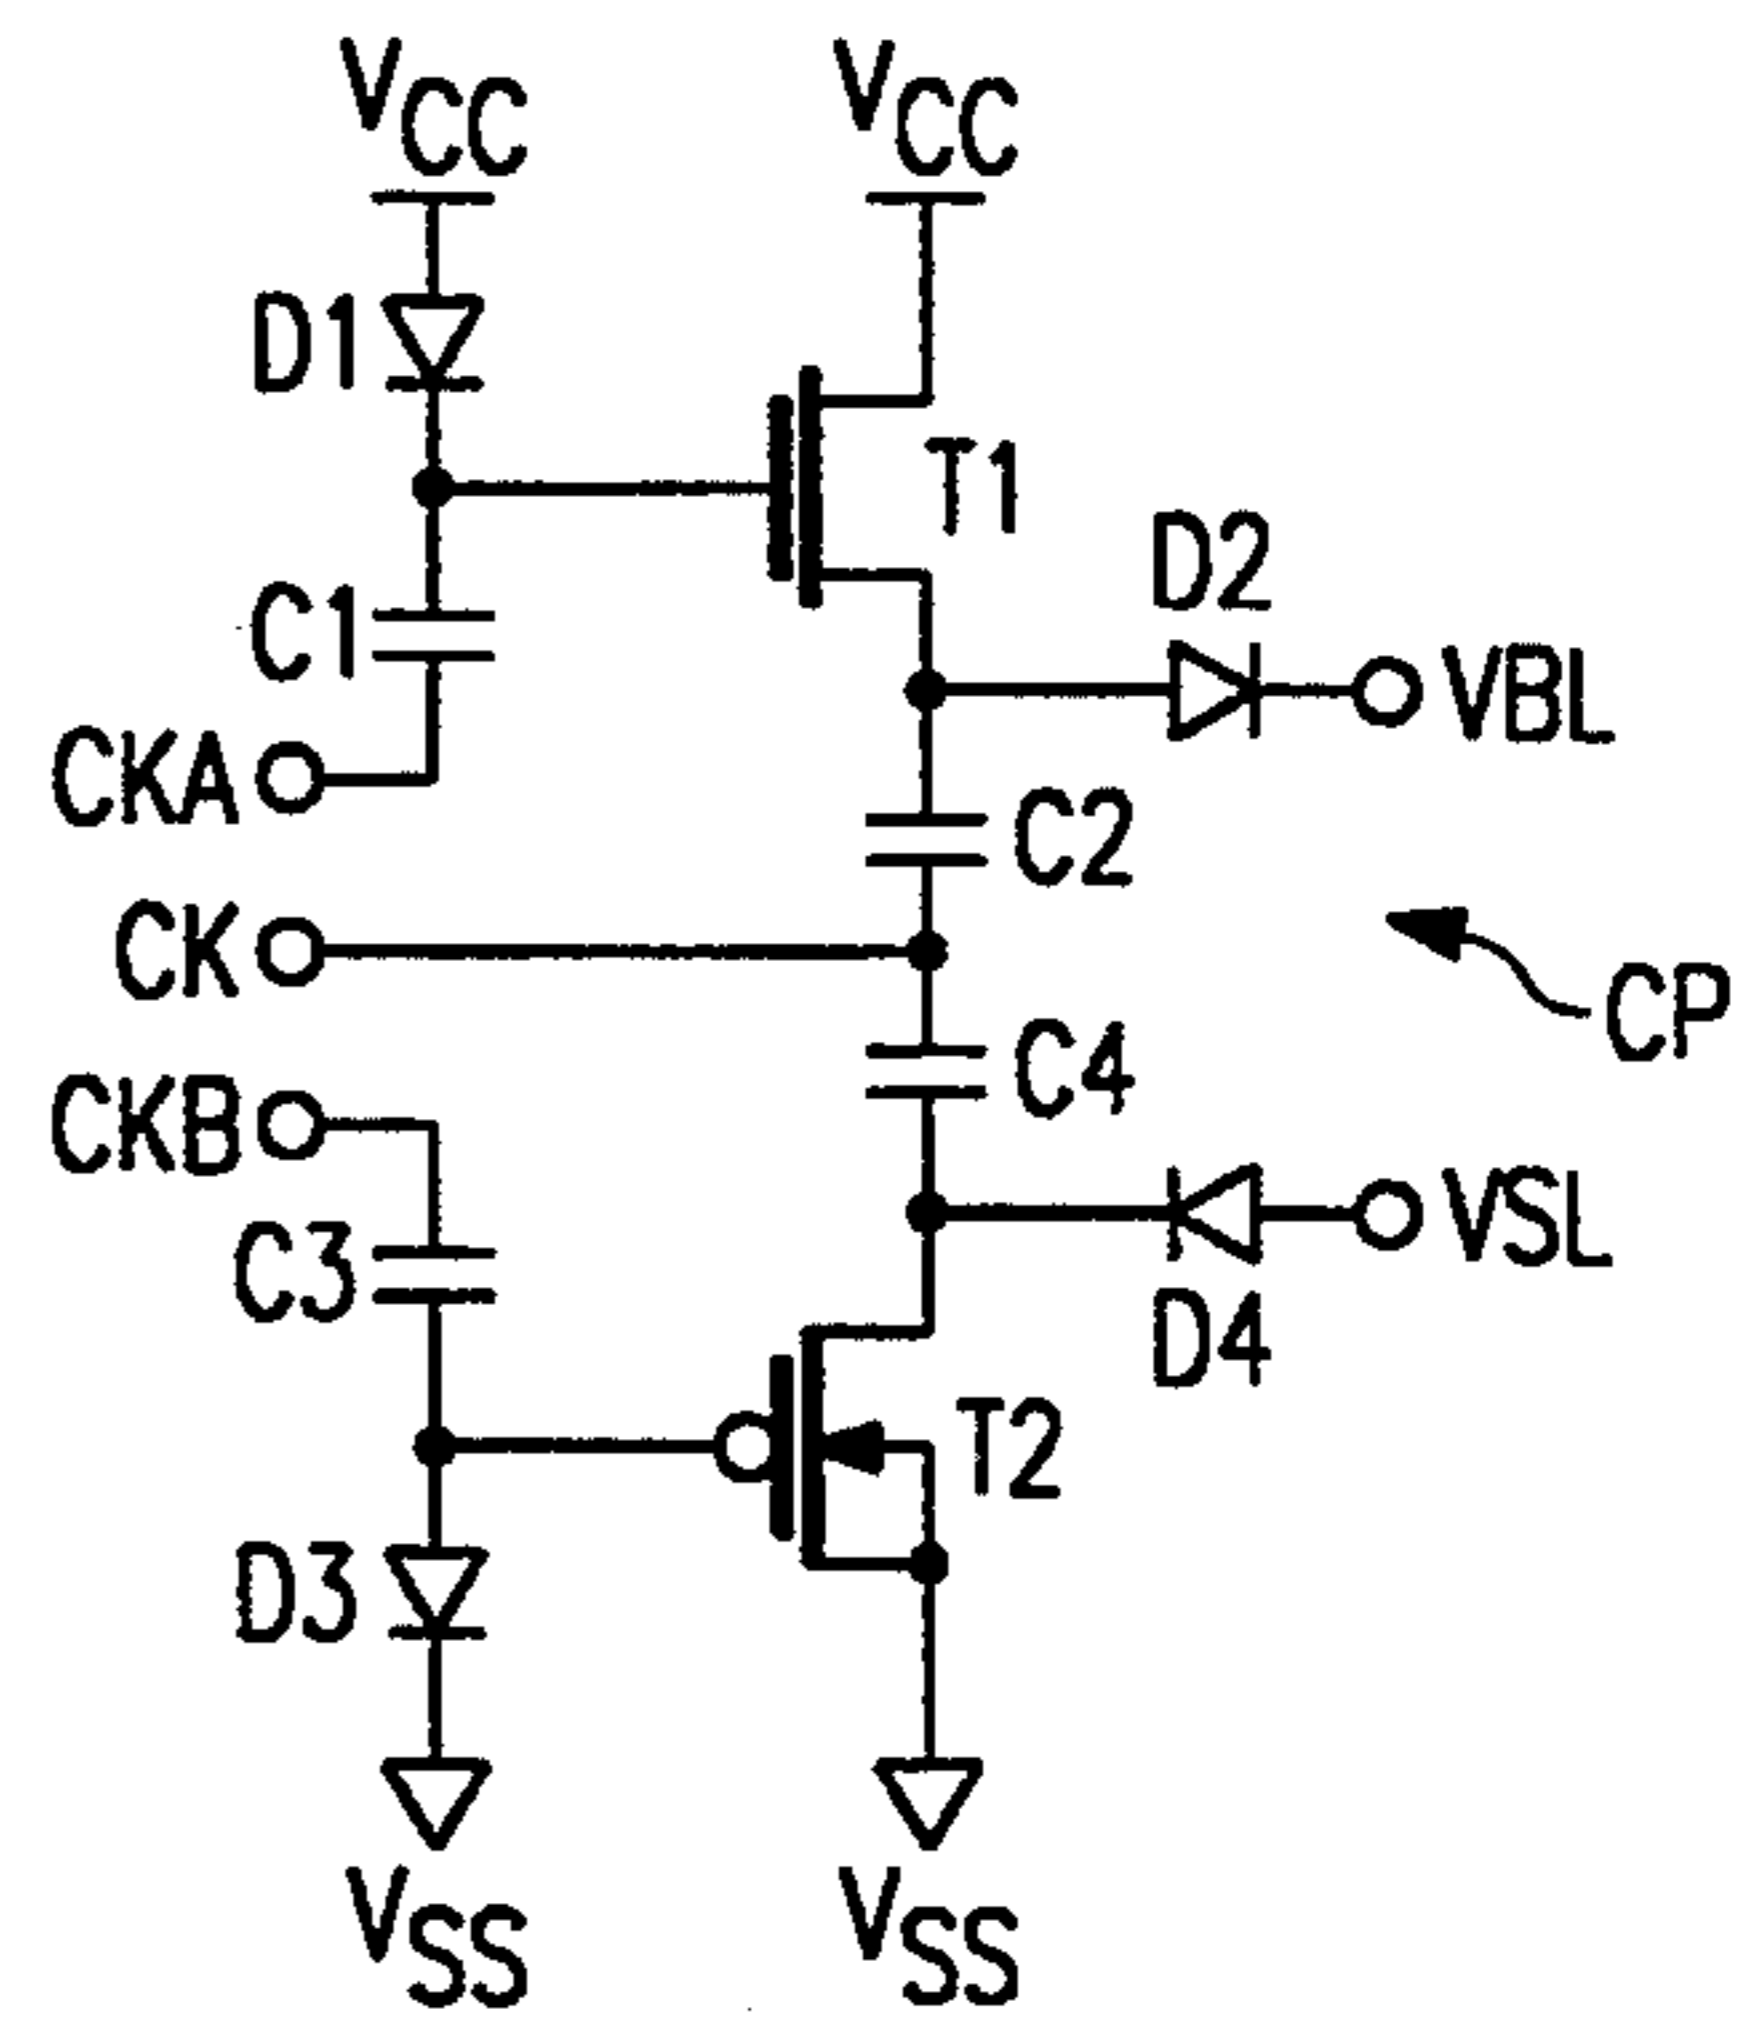 VCC VCC
D1
T1
D2
C1
VBL
CKA
C2
CK
CP
C4
CKB
VSL
C3
D4
T2
D3
VSS VSS